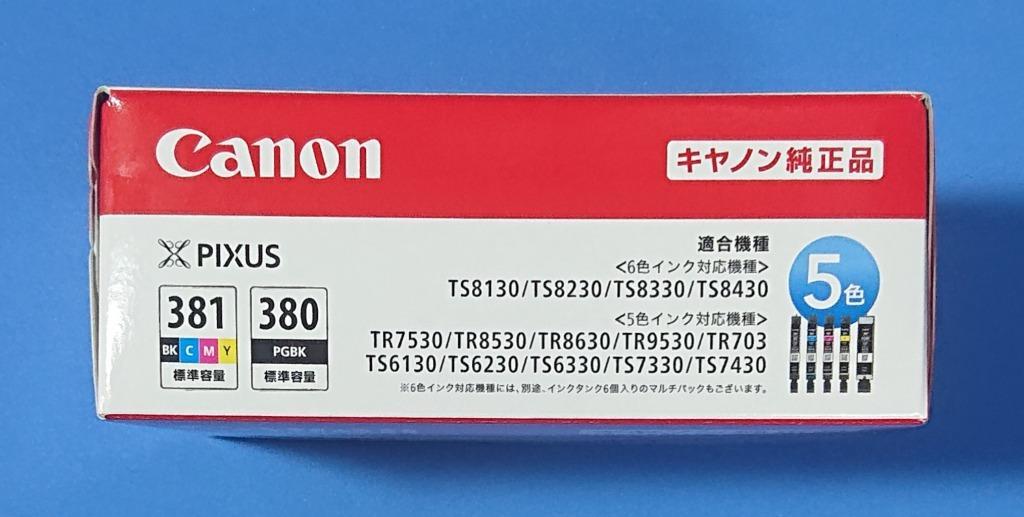 Canon
キヤノン純正品
PIXUS
適合機種
<6色インク対応機種>
TS8130/TS8230/TS8330/TS8430
<5色インク対応機種>
TR7530/TR8530/TR8630/TR9530/TR703
TS6130/TS6230/TS6330/TS7330/TS7430
※6色インク対応機種には、別途、インクタンク6個入りのマルチパックもございます。
5色
381
BK C M Y
標準容量
380
PGBK
標準容量